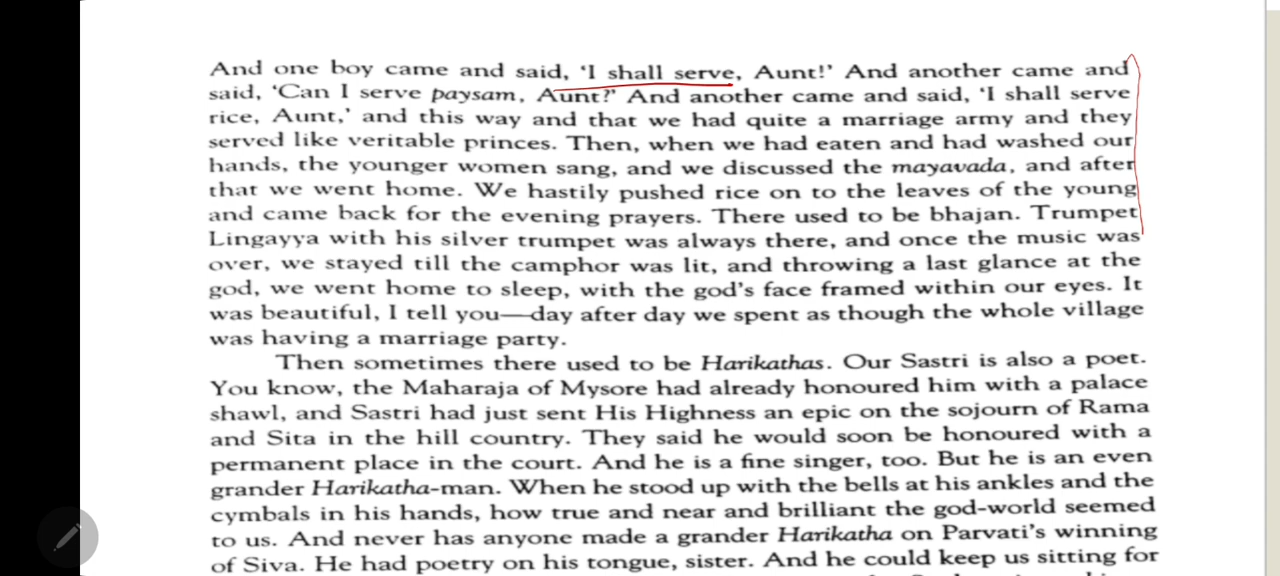 And one boy came and said, ‘I shall serve, Aunt!’ And another came and
said, ‘Can I serve paysam, Aunt?’ And another came and said, ‘I shall serve
rice, Aunt,’ and this way and that we had quite a marriage army and they
served like veritable princes. Then, when we had eaten and had washed our
hands, the younger women sang, and we discussed the mayavada, and after
that we went home. We hastily pushed rice on to the leaves of the young
and came back for the evening prayers. There used to be bhajan. Trumpet
Lingayya with his silver trumpet was always there, and once the music was
over, we stayed till the camphor was lit, and throwing a last glance at the
god, we went home to sleep, with the god’s face framed within our eyes. It
was beautiful, I tell you—day after day we spent as though the whole village
was having a marriage party.
Then sometimes there used to be Harikathas. Our Sastri is also a poet.
You know, the Maharaja of Mysore had already honoured him with a palace
shawl, and Sastri had just sent His Highness an epic on the sojourn of Rama
and Sita in the hill country. They said he would soon be honoured with a
permanent place in the court. And he is a fine singer, too. But he is an even
grander Harikatha-man. When he stood up with the bells at his ankles and the
cymbals in his hands, how true and near and brilliant the god-world seemed
to us. And never has anyone made a grander Harikatha on Parvati’s winning
of Siva. He had poetry on his tongue, sister. And he could keep us sitting for